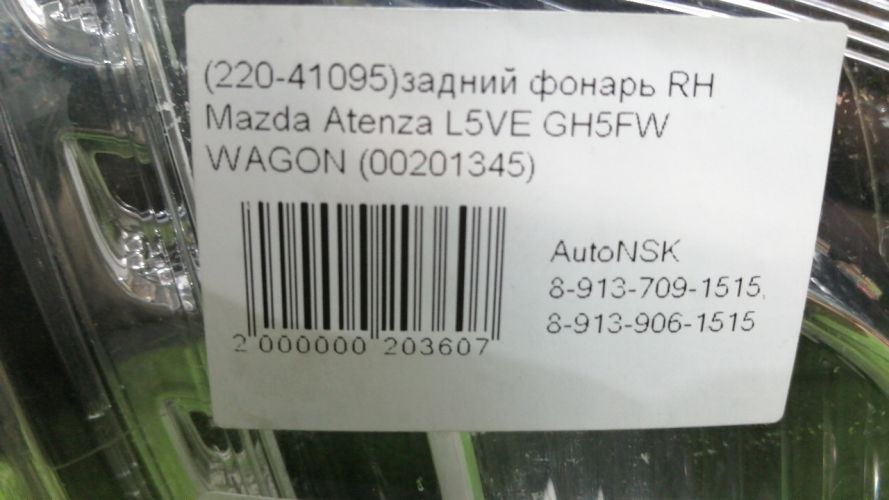 (220-41095)задний фонарь RH
Mazda Atenza L5VE GH5FW
WAGON (00201345)
AutoNSK
8-913-709-1515,
8-913-906-1515
2 000000 203607